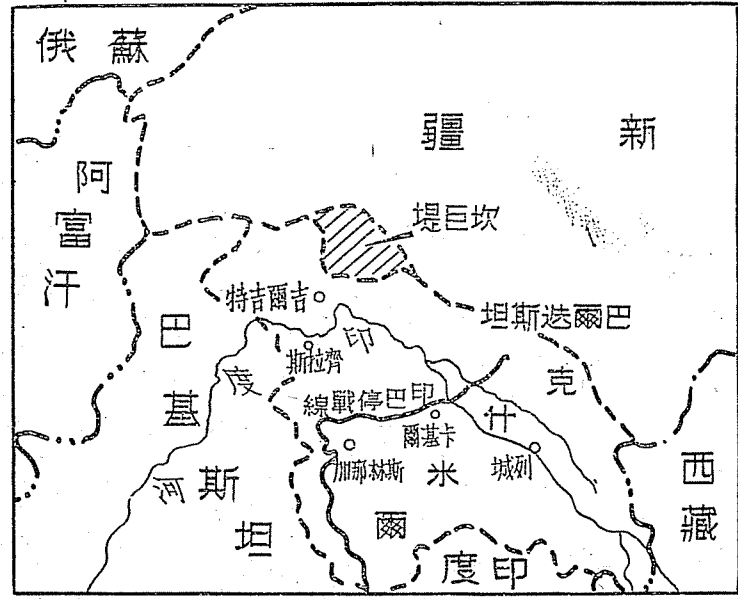 蘇俄
新疆
阿富汗
坎巨堤
吉爾吉特
巴爾迭斯坦
巴基斯坦
印度河
齊拉斯
印巴停戰線
克什米爾
卡基爾
斯林那加
列城
西藏
印度